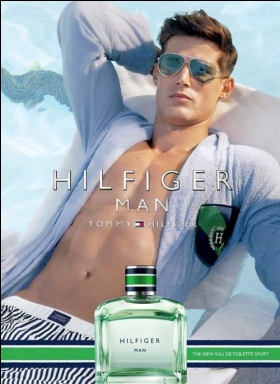 HILFIGER
MAN
TOMMY HILFIGER
H
HILFIGER
MAN
THE NEW EAU DE TOILETTE SPORT